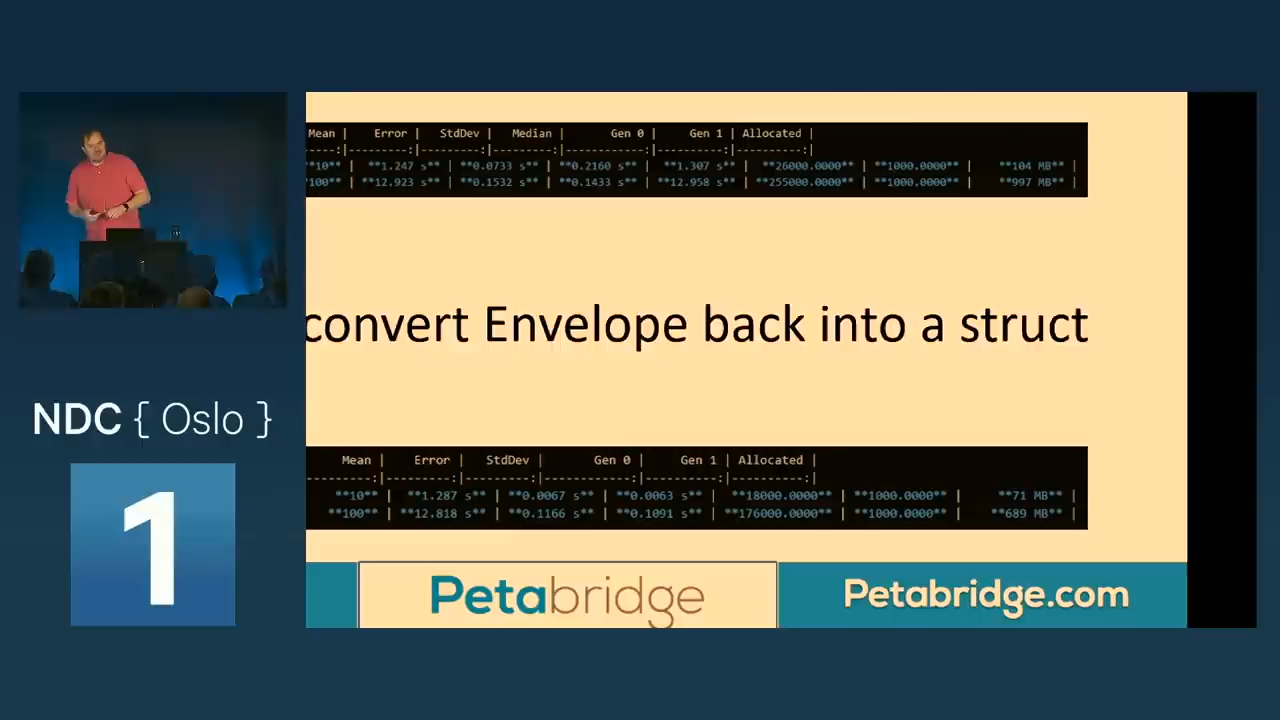 Mean | Error | StdDev | Median | Gen 0 | Gen 1 | Allocated |
-----:|---------:|---------:|---------:|------------:|----------:|----------:|
**10** | **1.247 s** | **0.0733 s** | **0.2160 s** | **1.307 s** | **26000.0000** | **1000.0000** | **104 MB** |
**100** | **12.923 s** | **0.1532 s** | **0.1433 s** | **12.958 s** | **255000.0000** | **1000.0000** | **997 MB** |
convert Envelope back into a struct
NDC { Oslo }
1
Mean | Error | StdDev | Gen 0 | Gen 1 | Allocated |
---------:|---------:|---------:|------------:|----------:|----------:|
**10** | **1.287 s** | **0.0067 s** | **0.0063 s** | **18000.0000** | **1000.0000** | **71 MB** |
**100** | **12.818 s** | **0.1166 s** | **0.1091 s** | **176000.0000** | **1000.0000** | **689 MB** |
Petabridge
Petabridge.com